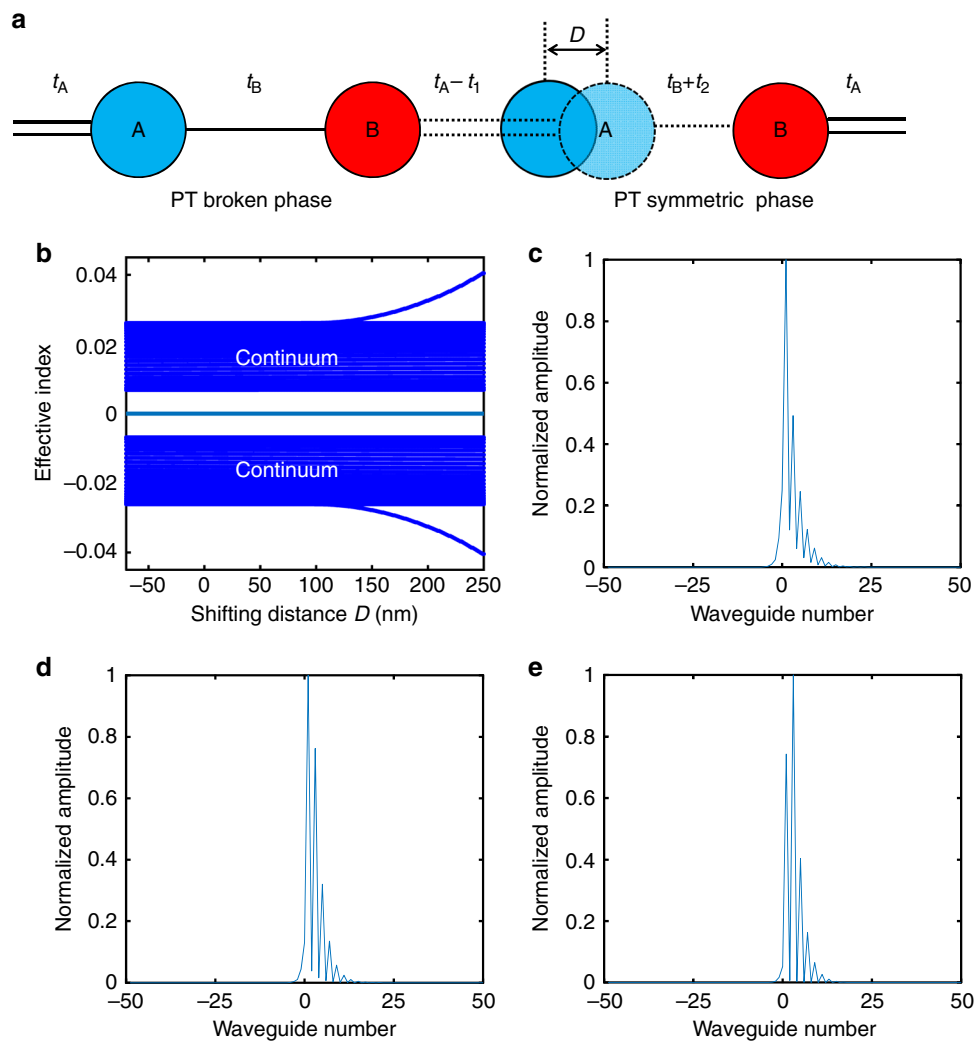 a
D
t_A t_B t_A − t_1 t_B + t_2 t_A
A B A B
PT broken phase PT symmetric phase
b
0.04
0.02
0
−0.02
−0.04
Effective index
Continuum
Continuum
−50 0 50 100 150 200 250
Shifting distance D (nm)
c
1
0.8
0.6
0.4
0.2
0
Normalized amplitude
−50 −25 0 25 50
Waveguide number
d
1
0.8
0.6
0.4
0.2
0
Normalized amplitude
−50 −25 0 25 50
Waveguide number
e
1
0.8
0.6
0.4
0.2
0
Normalized amplitude
−50 −25 0 25 50
Waveguide number